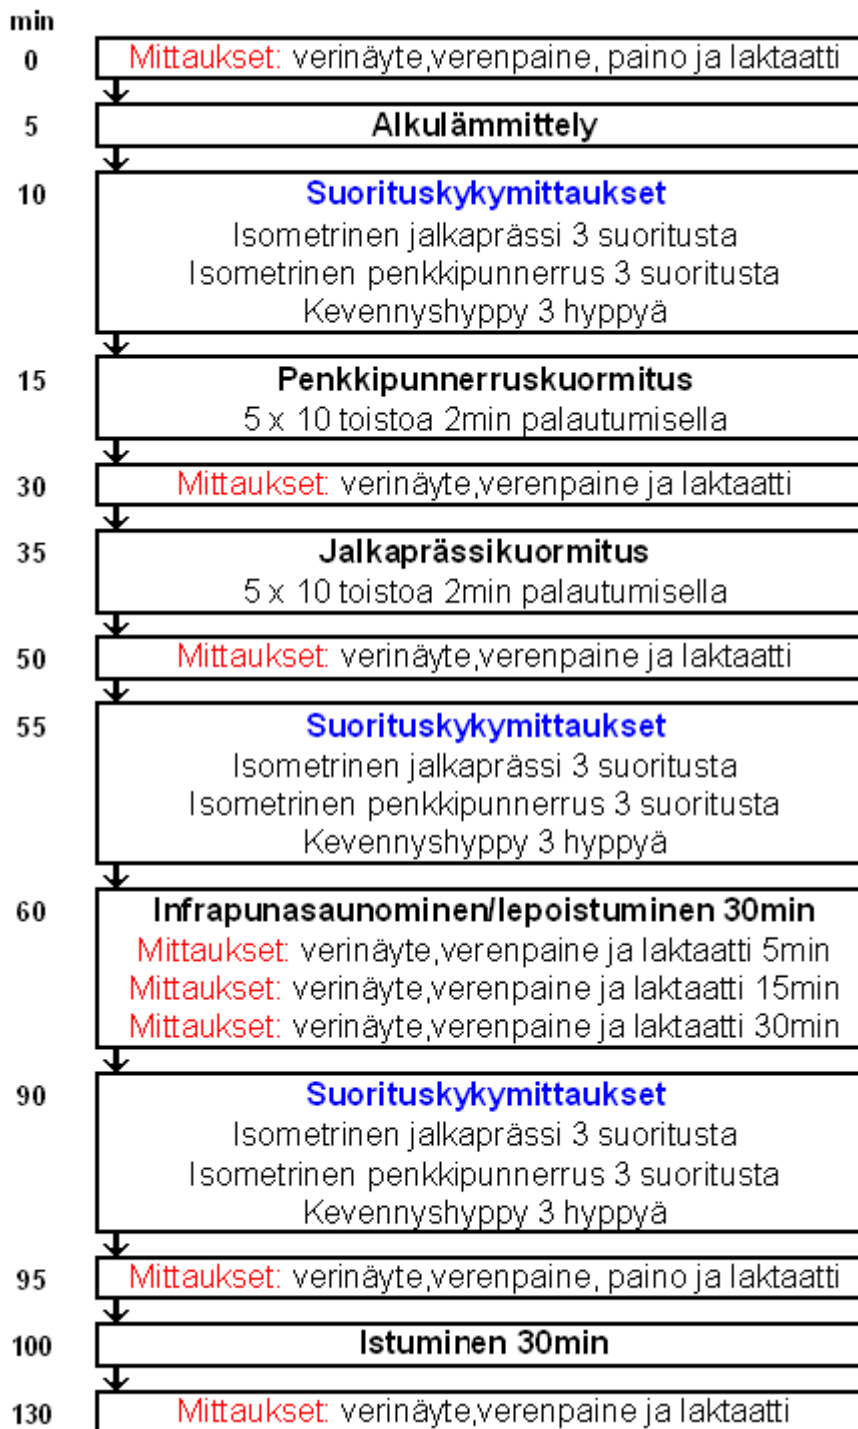 min
0 Mittaukset: verinäyte,verenpaine, paino ja laktaatti
5 Alkulämmittely
10 Suorituskykymittaukset
Isometrinen jalkaprässi 3 suoritusta
Isometrinen penkkipunnerrus 3 suoritusta
Kevennyshyppy 3 hyppyä
15 Penkkipunnerruskuormitus
5 x 10 toistoa 2min palautumisella
30 Mittaukset: verinäyte,verenpaine ja laktaatti
35 Jalkaprässikuormitus
5 x 10 toistoa 2min palautumisella
50 Mittaukset: verinäyte,verenpaine ja laktaatti
55 Suorituskykymittaukset
Isometrinen jalkaprässi 3 suoritusta
Isometrinen penkkipunnerrus 3 suoritusta
Kevennyshyppy 3 hyppyä
60 Infrapunasaunominen/lepoistuminen 30min
Mittaukset: verinäyte,verenpaine ja laktaatti 5min
Mittaukset: verinäyte,verenpaine ja laktaatti 15min
Mittaukset: verinäyte,verenpaine ja laktaatti 30min
90 Suorituskykymittaukset
Isometrinen jalkaprässi 3 suoritusta
Isometrinen penkkipunnerrus 3 suoritusta
Kevennyshyppy 3 hyppyä
95 Mittaukset: verinäyte,verenpaine, paino ja laktaatti
100 Istuminen 30min
130 Mittaukset: verinäyte,verenpaine ja laktaatti